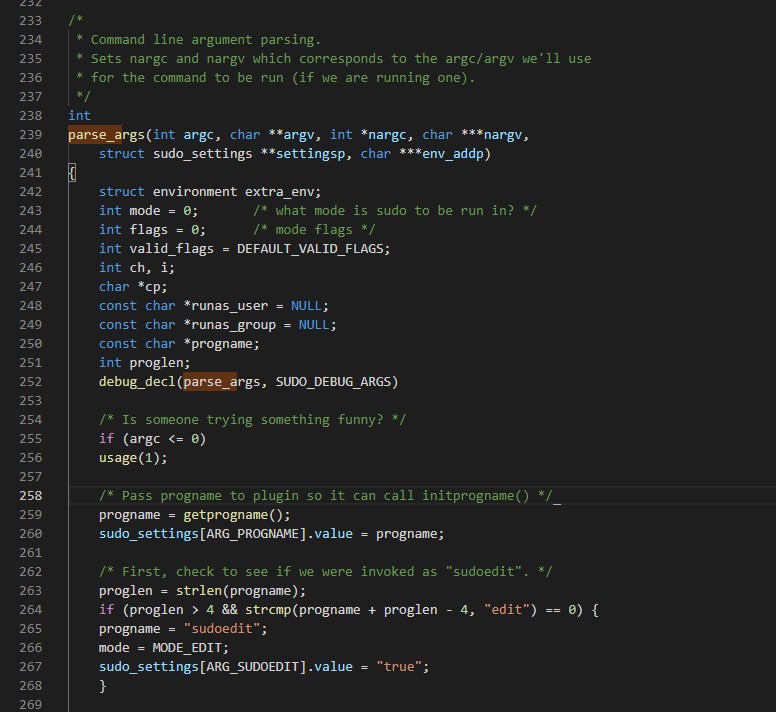 232
233 /*
234  * Command line argument parsing.
235  * Sets nargc and nargv which corresponds to the argc/argv we'll use
236  * for the command to be run (if we are running one).
237  */
238 int
239 parse_args(int argc, char **argv, int *nargc, char ***nargv,
240     struct sudo_settings **settingsp, char ***env_addp)
241 {
242     struct environment extra_env;
243     int mode = 0;       /* what mode is sudo to be run in? */
244     int flags = 0;      /* mode flags */
245     int valid_flags = DEFAULT_VALID_FLAGS;
246     int ch, i;
247     char *cp;
248     const char *runas_user = NULL;
249     const char *runas_group = NULL;
250     const char *progname;
251     int proglen;
252     debug_decl(parse_args, SUDO_DEBUG_ARGS)
253
254     /* Is someone trying something funny? */
255     if (argc <= 0)
256     usage(1);
257
258     /* Pass progname to plugin so it can call initprogname() */
259     progname = getprogname();
260     sudo_settings[ARG_PROGNAME].value = progname;
261
262     /* First, check to see if we were invoked as "sudoedit". */
263     proglen = strlen(progname);
264     if (proglen > 4 && strcmp(progname + proglen - 4, "edit") == 0) {
265     progname = "sudoedit";
266     mode = MODE_EDIT;
267     sudo_settings[ARG_SUDOEDIT].value = "true";
268     }
269